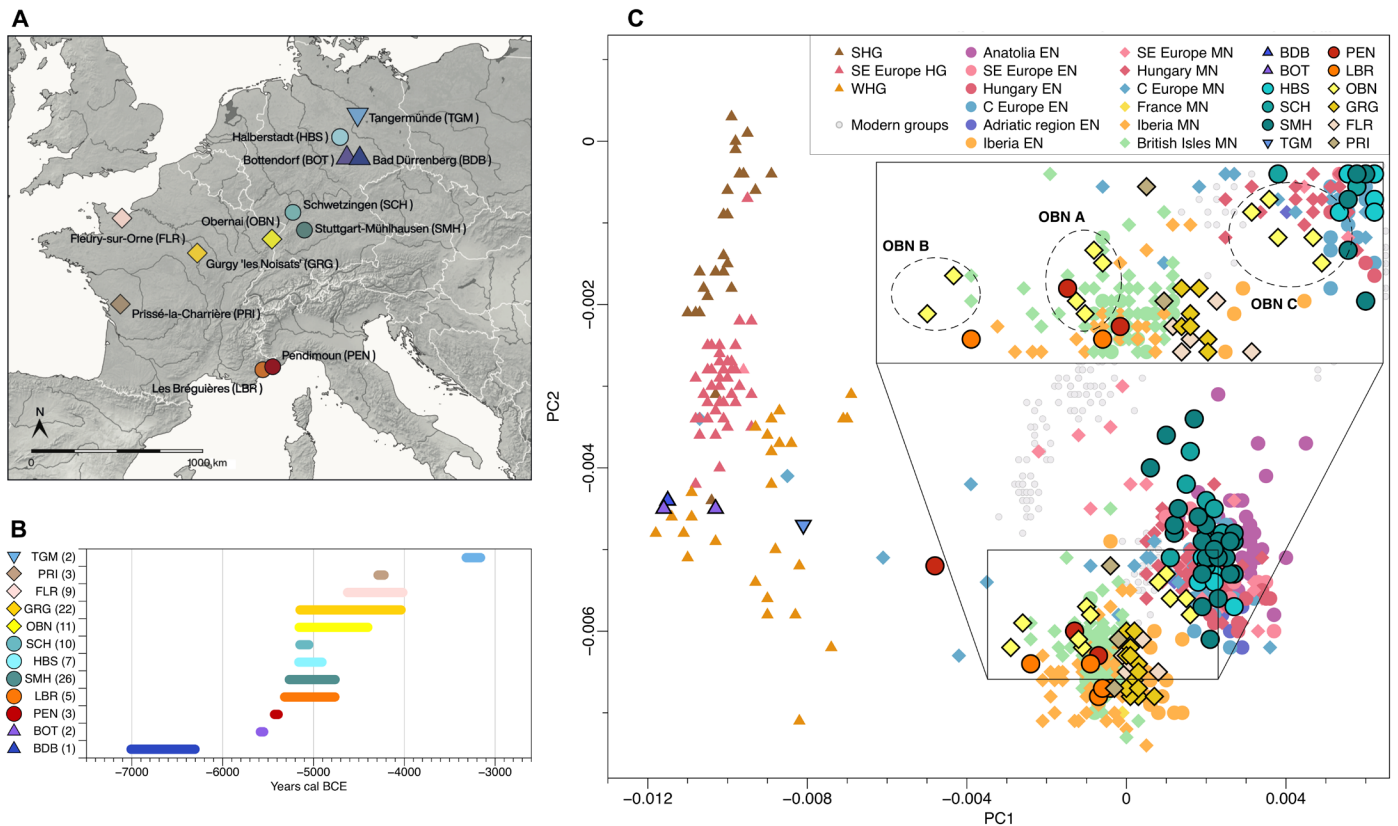 A
Tangermünde (TGM )
Halberstadt (HBS )
Bottendorf (BOT )
Bad Dürrenberg (BDB)
Schwetzingen (SCH )
Obernai (OBN )
Stuttgart-Mühlhausen (SMH )
Fleury-sur-Orne (FLR )
Gurgy 'les Noisats' (GRG )
Prissé-la-Charrière (PRI )
Pendimoun (PEN )
Les Bréguières (LBR )
N
0
1000 km
B
TGM (2)
PRI (3)
FLR (9)
GRG (22)
OBN (11)
SCH (10)
HBS (7)
SMH (26)
LBR (5)
PEN (3)
BOT (2)
BDB (1)
−7000
−6000
−5000
−4000
−3000
Years cal BCE
C
SHG
SE Europe HG
WHG
Modern groups
Anatolia EN
SE Europe EN
Hungary EN
C Europe EN
Adriatic region EN
Iberia EN
SE Europe MN
Hungary MN
C Europe MN
France MN
Iberia MN
British Isles MN
BDB
BOT
HBS
SCH
SMH
TGM
PEN
LBR
OBN
GRG
FLR
PRI
OBN A
OBN B
OBN C
PC2
0
−0.002
−0.004
−0.006
−0.012
−0.008
−0.004
0
0.004
PC1